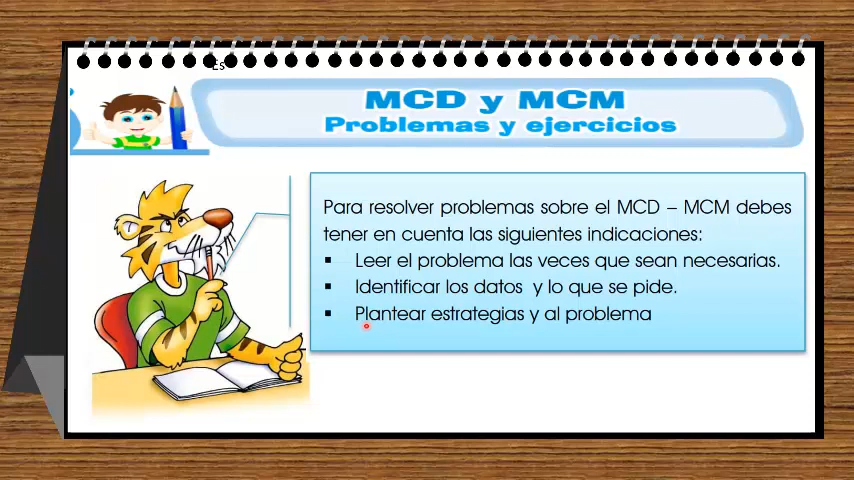 Es
MCD y MCM
Problemas y ejercicios
Para resolver problemas sobre el MCD – MCM debes
tener en cuenta las siguientes indicaciones:
▪ Leer el problema las veces que sean necesarias.
▪ Identificar los datos y lo que se pide.
▪ Plantear estrategias y al problema